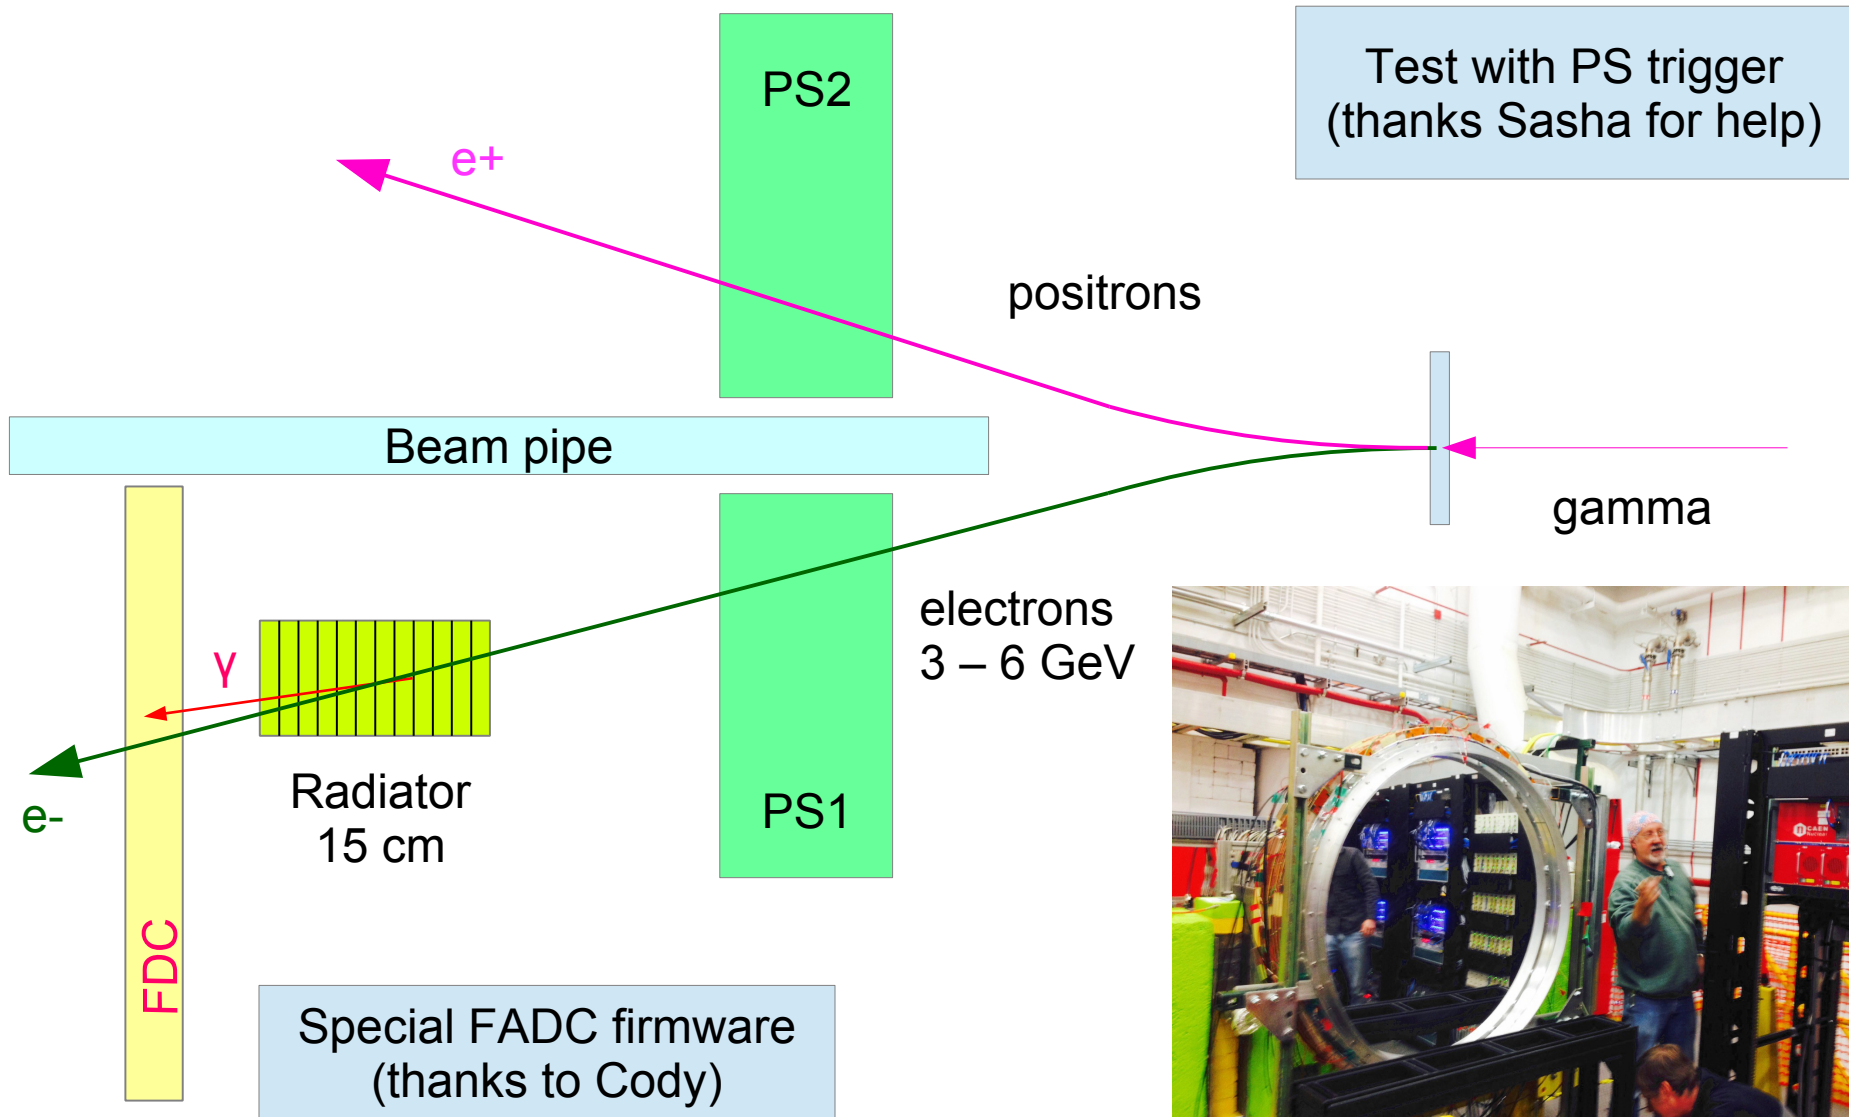 PS2
Test with PS trigger
(thanks Sasha for help)
e+
positrons
Beam pipe
gamma
electrons
3 – 6 GeV
γ
Radiator
15 cm
PS1
e-
FDC
Special FADC firmware
(thanks to Cody)
CAEN